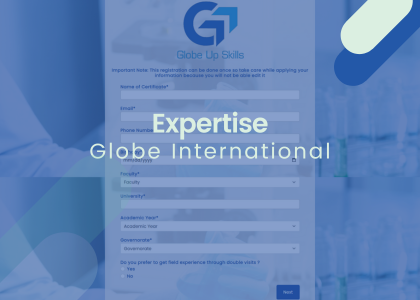 Globe Up Skills
Important Note: This registration can be done once so take care while applying your
information because you will not be able edit it
Name of Certificate*
Email*
Phone Number
Faculty*
Faculty
University*
Academic Year*
Academic Year
Governorate*
Governorate
Do you prefer to get field experience through double visits ?
Yes
No
Next
Expertise
Globe International